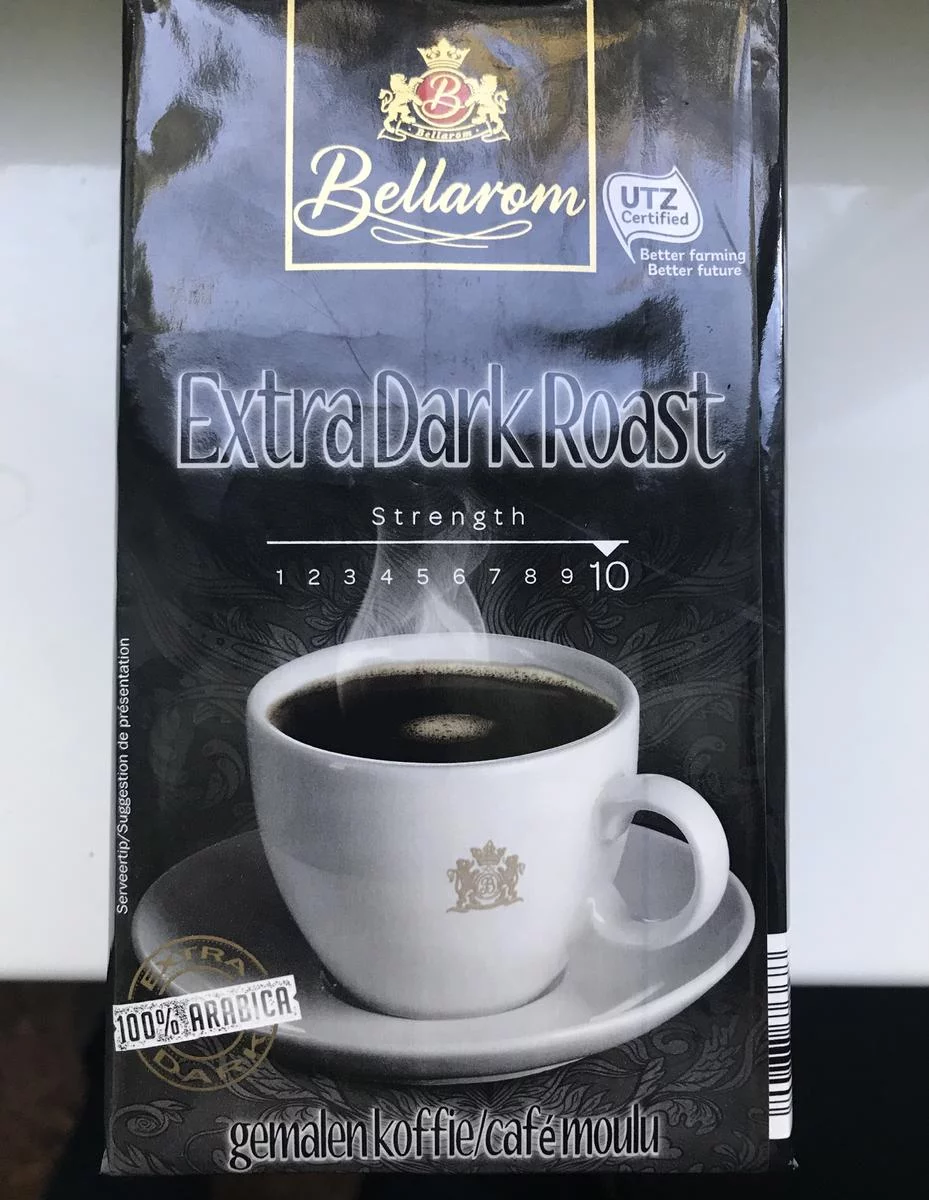 B
Bellarom
Bellarom
UTZ
Certified
Better farming
Better future
Extra Dark Roast
Strength
1 2 3 4 5 6 7 8 9 10
Serveertip/Suggestion de présentation
B
EXTRA
100% ARABICA
DARK
gemalen koffie/café moulu